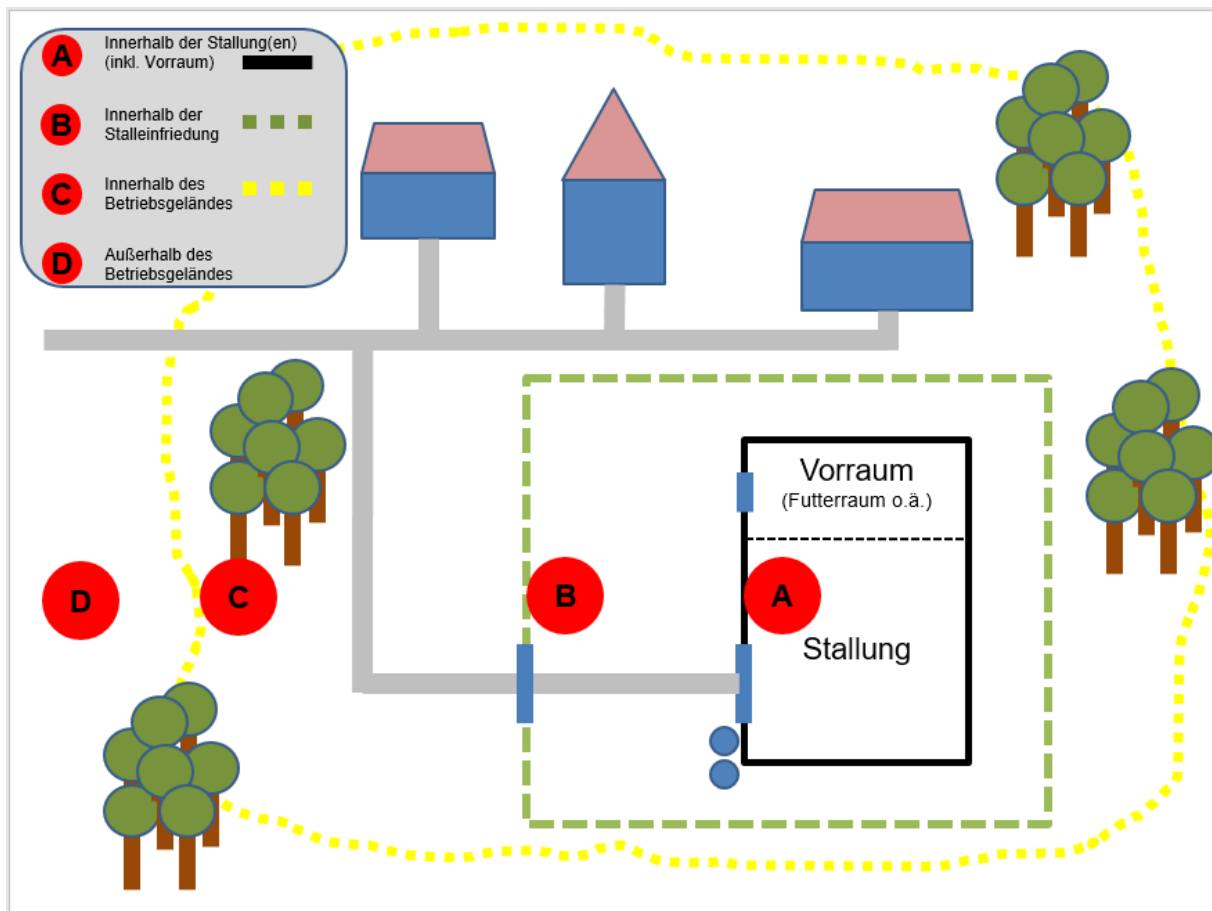 A
Innerhalb der Stallung(en)
(inkl. Vorraum)
B
Innerhalb der
Stalleinfriedung
C
Innerhalb des
Betriebsgeländes
D
Außerhalb des
Betriebsgeländes
Vorraum
(Futterraum o.ä.)
D
C
B
A
Stallung